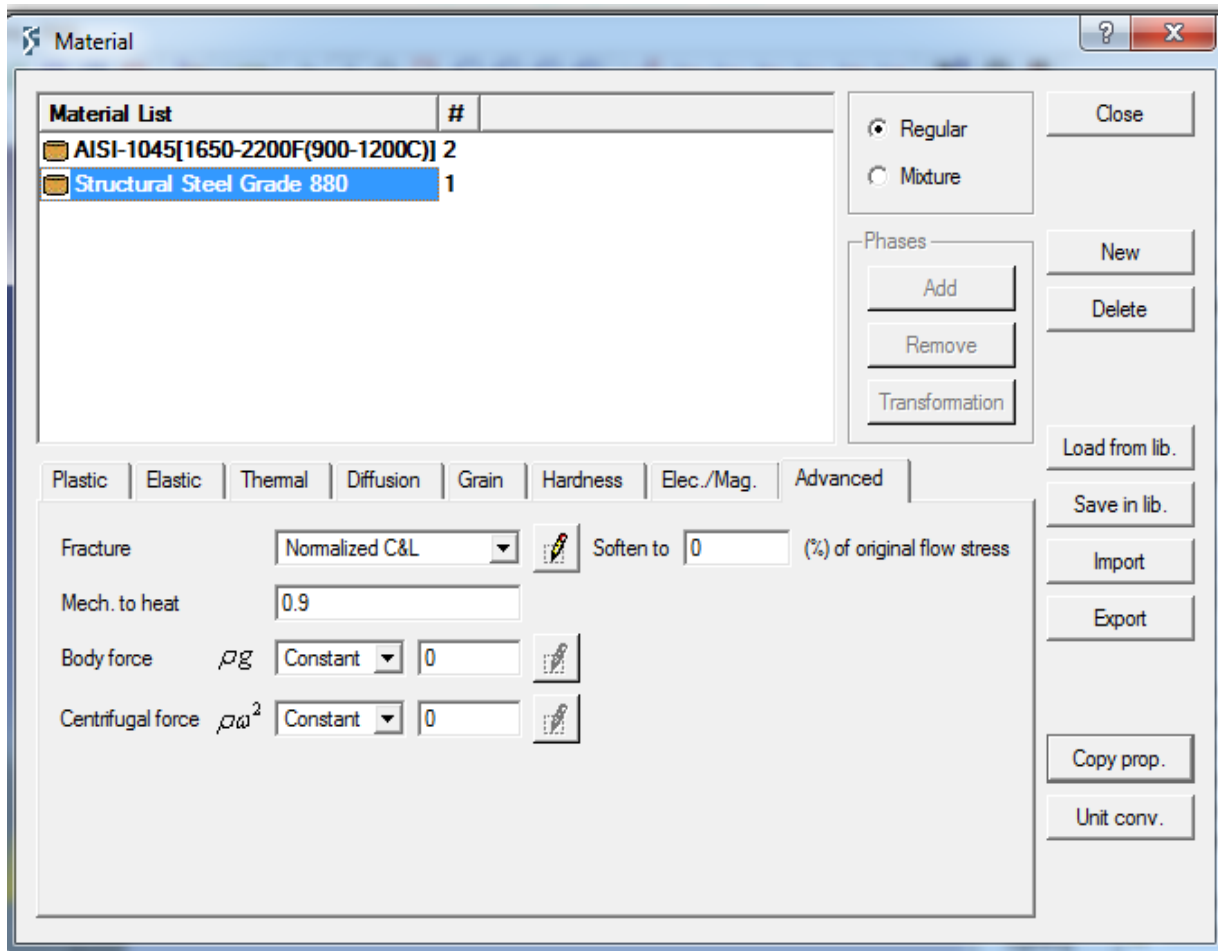 Material
Material List #
AISI-1045[1650-2200F(900-1200C)] 2
Structural Steel Grade 880 1
Regular
Mixture
Phases
Add
Remove
Transformation
Close
New
Delete
Load from lib.
Save in lib.
Import
Export
Copy prop.
Unit conv.
Plastic Elastic Thermal Diffusion Grain Hardness Elec./Mag. Advanced
Fracture Normalized C&L Soften to 0 (%) of original flow stress
Mech. to heat 0.9
Body force ρg Constant 0
Centrifugal force ρω² Constant 0